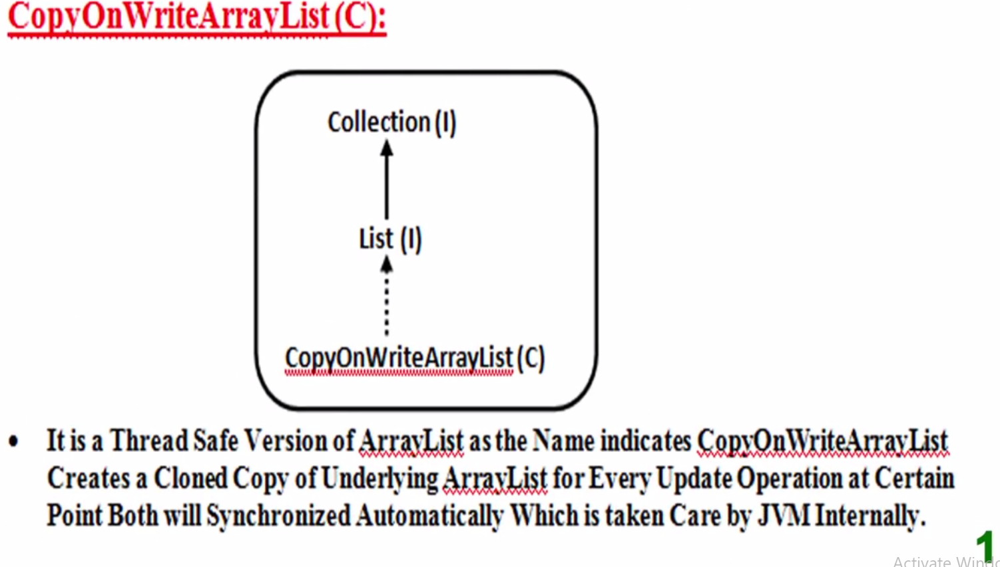 CopyOnWriteArrayList (C):
Collection (I)
List (I)
CopyOnWriteArrayList (C)
• It is a Thread Safe Version of ArrayList as the Name indicates CopyOnWriteArrayList
Creates a Cloned Copy of Underlying ArrayList for Every Update Operation at Certain
Point Both will Synchronized Automatically Which is taken Care by JVM Internally.
1
Activate Windo